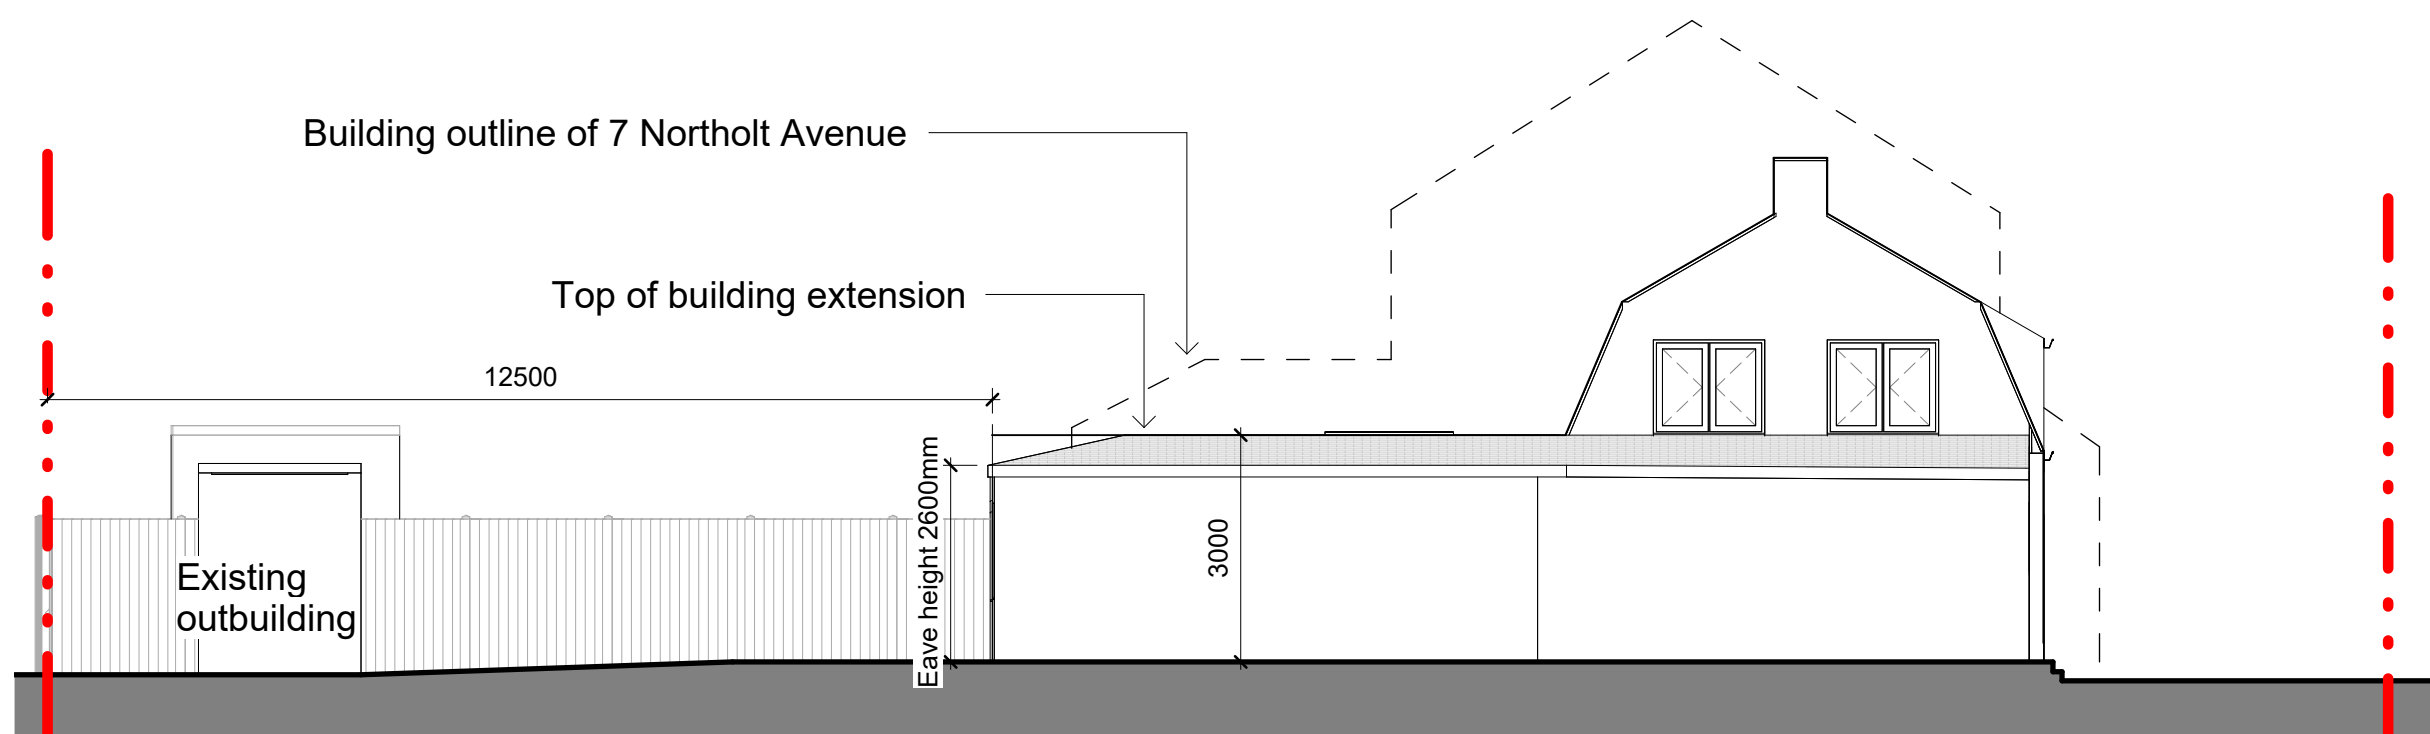 Building outline of 7 Northolt Avenue
Top of building extension
12500
Eave height 2600mm
3000
Existing
outbuilding